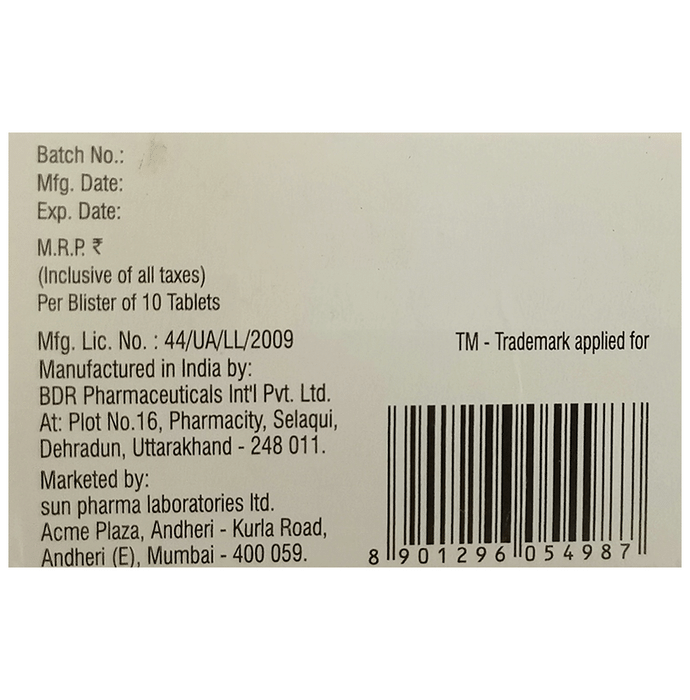 Batch No.:
Mfg. Date:
Exp. Date:
M.R.P. ₹
(Inclusive of all taxes)
Per Blister of 10 Tablets
Mfg. Lic. No. : 44/UA/LL/2009
TM - Trademark applied for
Manufactured in India by:
BDR Pharmaceuticals Int'l Pvt. Ltd.
At: Plot No.16, Pharmacity, Selaqui,
Dehradun, Uttarakhand - 248 011.
Marketed by:
sun pharma laboratories ltd.
Acme Plaza, Andheri - Kurla Road,
Andheri (E), Mumbai - 400 059.
8 901296 054987